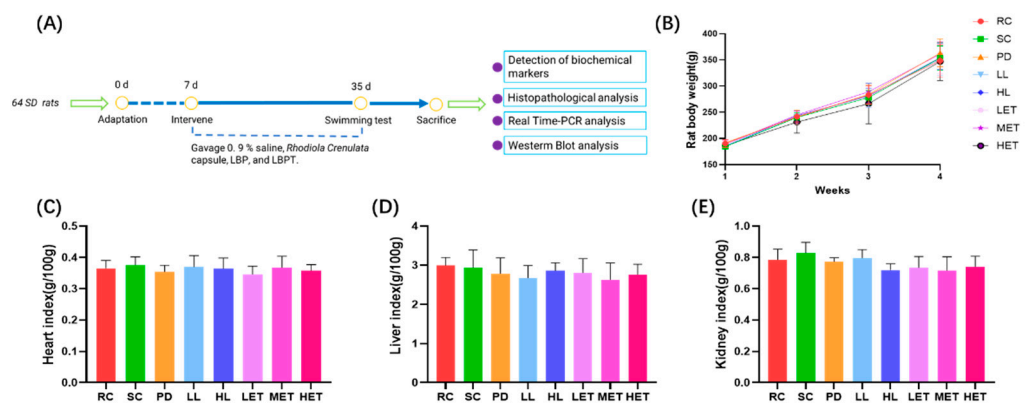 (A)
0 d
7 d
35 d
64 SD rats
Adaptation
Intervene
Swimming test
Sacrifice
Gavage 0. 9 % saline, Rhodiola Crenulata
capsule, LBP, and LBPT.
Detection of biochemical
markers
Histopathological analysis
Real Time-PCR analysis
Westerm Blot analysis
(B)
Rat body weight(g)
400
350
300
250
200
150
1 2 3 4
Weeks
RC
SC
PD
LL
HL
LET
MET
HET
(C)
Heart index(g/100g)
0.5
0.4
0.3
0.2
0.1
0.0
RC SC PD LL HL LET MET HET
(D)
Liver index(g/100g)
4
3
2
1
0
RC SC PD LL HL LET MET HET
(E)
Kidney index(g/100g)
1.0
0.8
0.6
0.4
0.2
0.0
RC SC PD LL HL LET MET HET